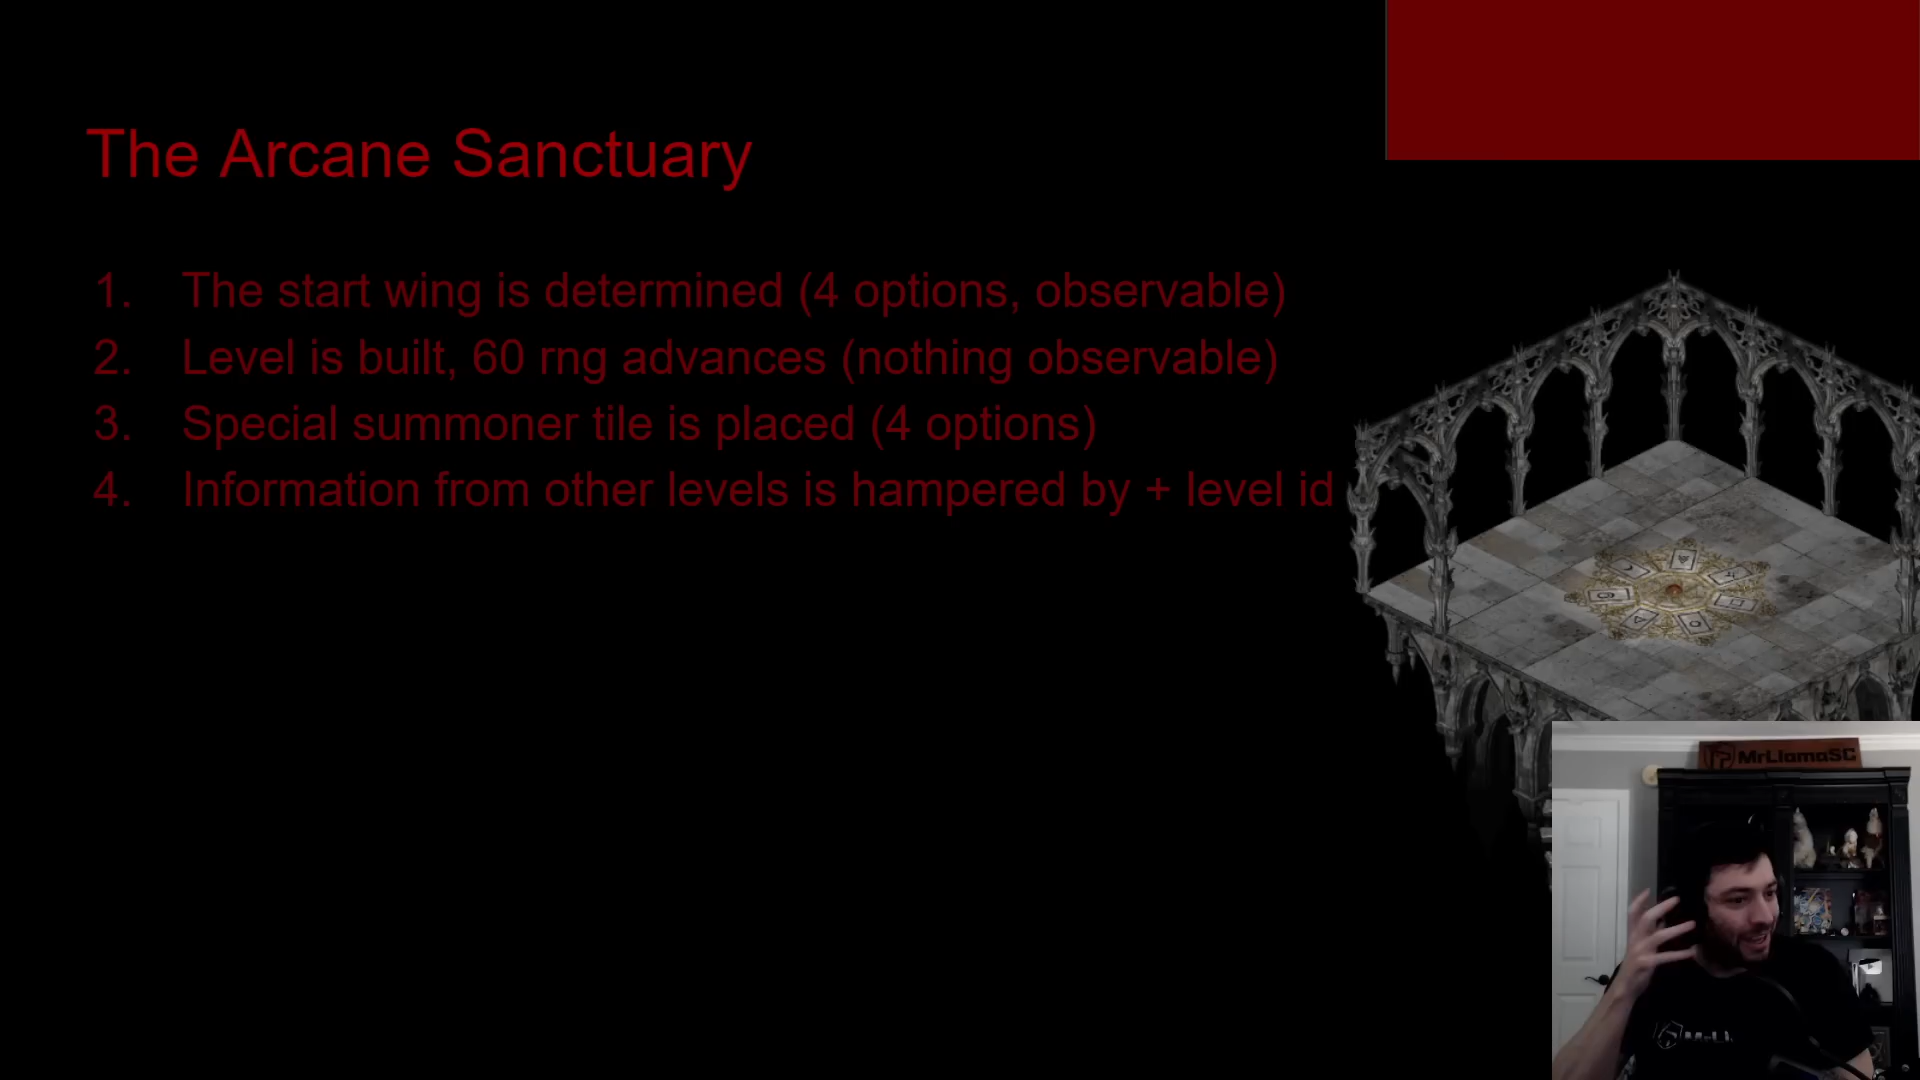 The Arcane Sanctuary
1. The start wing is determined (4 options, observable)
2. Level is built, 60 rng advances (nothing observable)
3. Special summoner tile is placed (4 options)
4. Information from other levels is hampered by + level id
MrLlamaSC